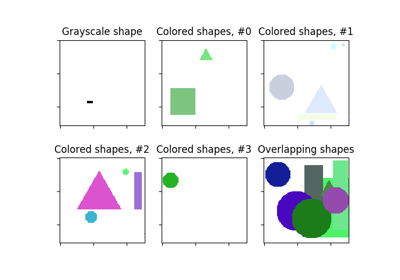 Grayscale shape
Colored shapes, #0
Colored shapes, #1
Colored shapes, #2
Colored shapes, #3
Overlapping shapes